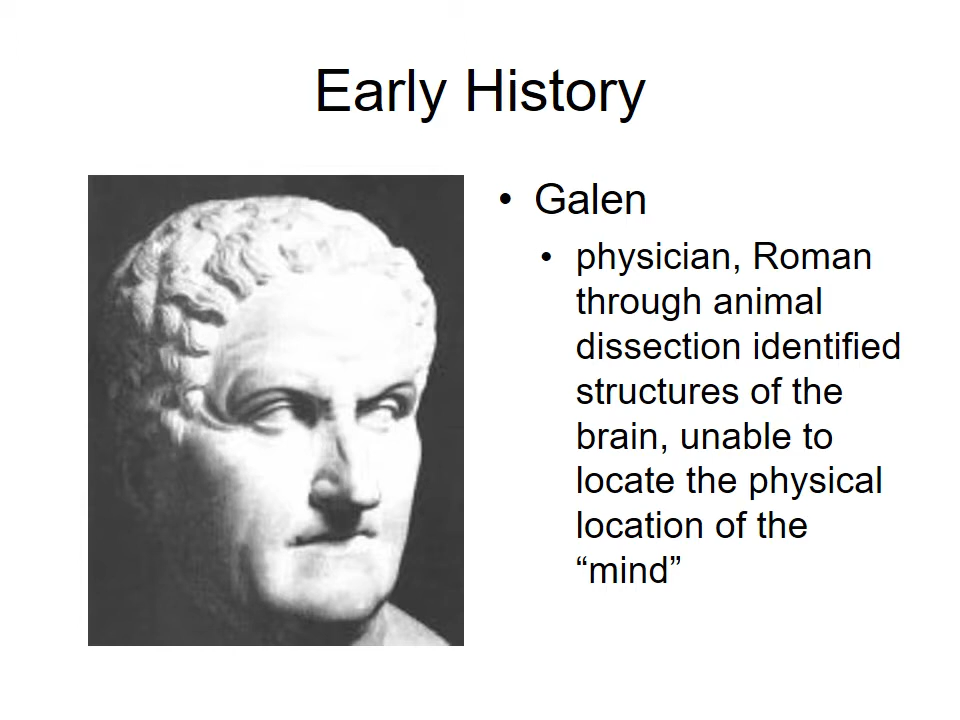 Early History
• Galen
• physician, Roman
through animal
dissection identified
structures of the
brain, unable to
locate the physical
location of the
“mind”